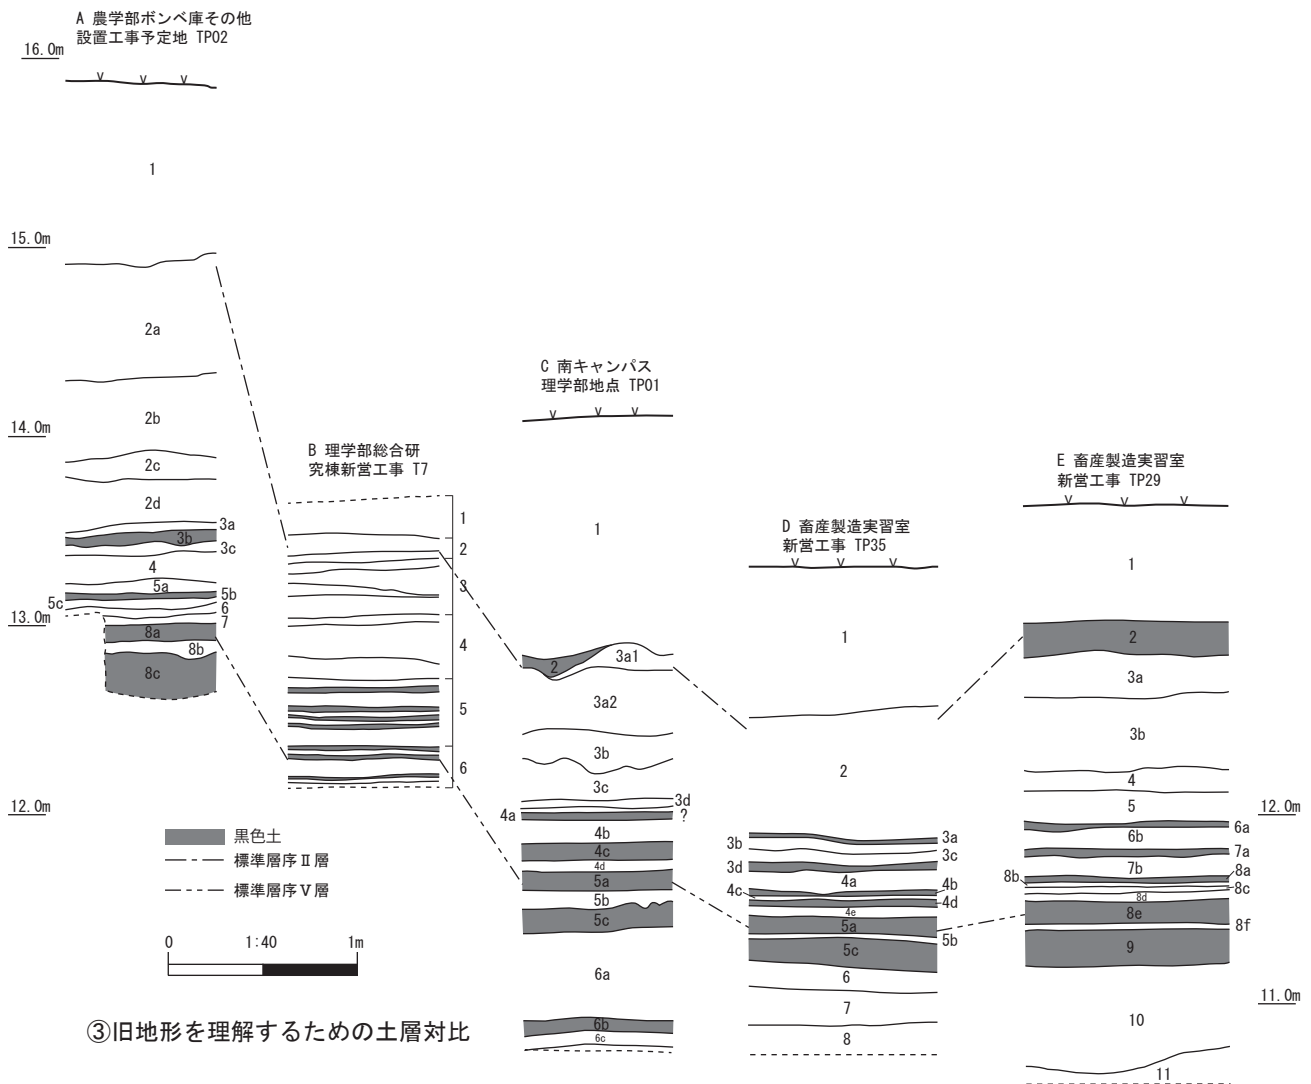 A 農学部ボンベ庫その他
設置工事予定地 TP02
16.0m
1
15.0m
2a
2b
14.0m
2c
2d
3a
3b
3c
4
5a
5b
5c
6
7
13.0m
8a
8b
8c
12.0m
B 理学部総合研
究棟新営工事 T7
1
2
3
4
5
6
C 南キャンパス
理学部地点 TP01
1
2
3a1
3a2
3b
3c
3d
4a
?
4b
4c
4d
5a
5b
5c
6a
6b
6c
D 畜産製造実習室
新営工事 TP35
1
2
3a
3b
3c
3d
4a
4b
4c
4d
4e
5a
5b
5c
6
7
8
E 畜産製造実習室
新営工事 TP29
1
2
3a
3b
4
5
12.0m
6a
6b
7a
7b
8a
8b
8c
8d
8e
8f
9
11.0m
10
11
黒色土
標準層序Ⅱ層
標準層序Ⅴ層
0 1:40 1m
③旧地形を理解するための土層対比